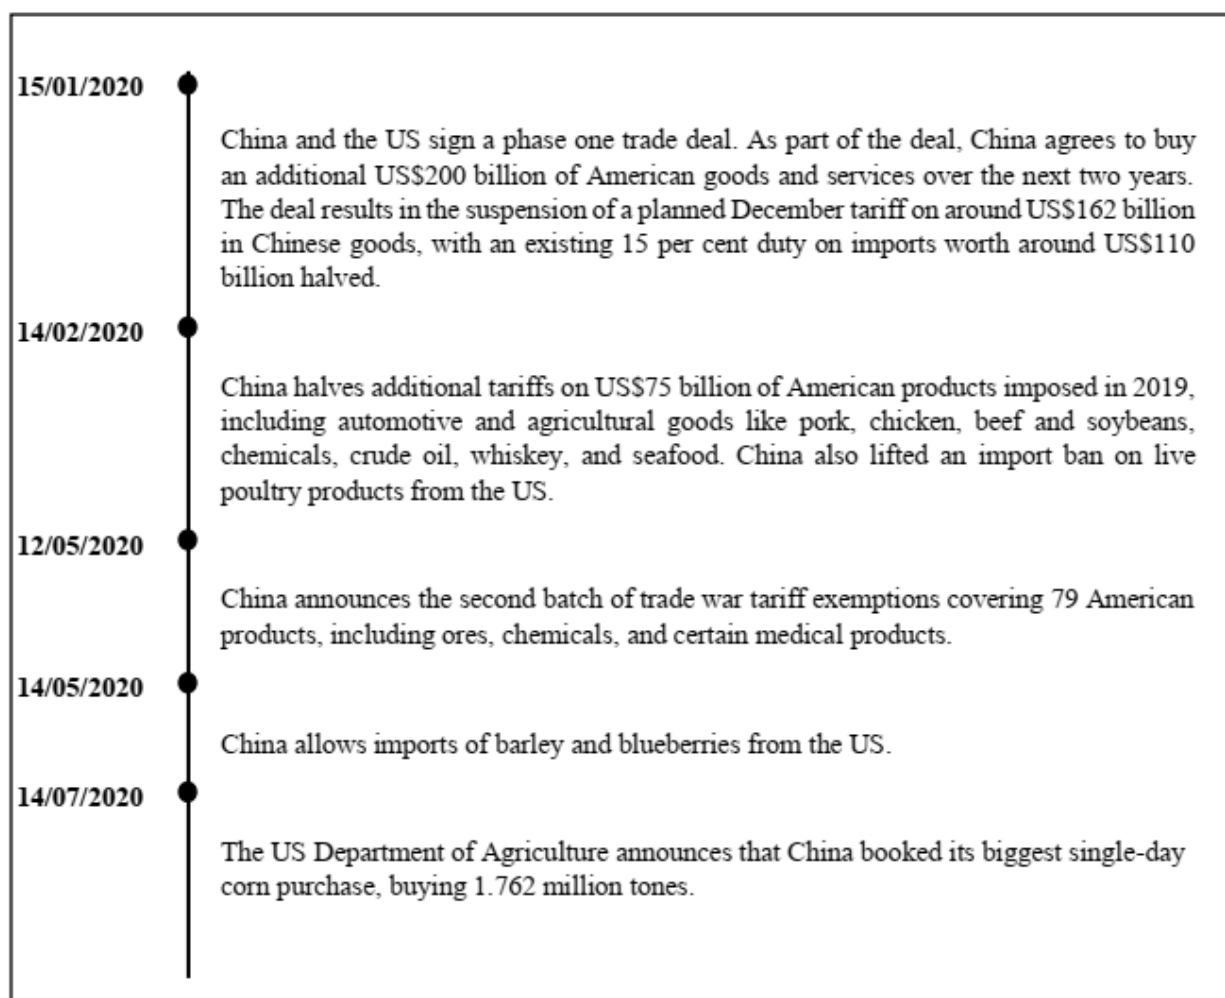 15/01/2020
China and the US sign a phase one trade deal. As part of the deal, China agrees to buy
an additional US$200 billion of American goods and services over the next two years.
The deal results in the suspension of a planned December tariff on around US$162 billion
in Chinese goods, with an existing 15 per cent duty on imports worth around US$110
billion halved.
14/02/2020
China halves additional tariffs on US$75 billion of American products imposed in 2019,
including automotive and agricultural goods like pork, chicken, beef and soybeans,
chemicals, crude oil, whiskey, and seafood. China also lifted an import ban on live
poultry products from the US.
12/05/2020
China announces the second batch of trade war tariff exemptions covering 79 American
products, including ores, chemicals, and certain medical products.
14/05/2020
China allows imports of barley and blueberries from the US.
14/07/2020
The US Department of Agriculture announces that China booked its biggest single-day
corn purchase, buying 1.762 million tones.